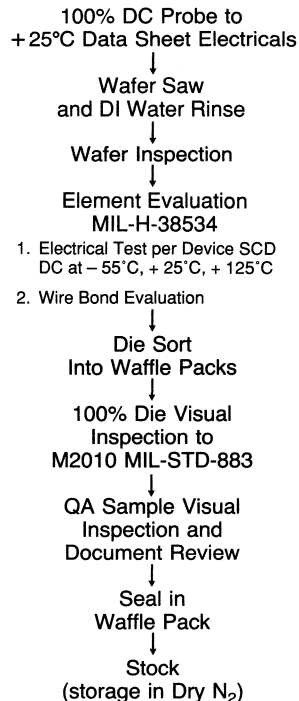 100% DC Probe to
+25°C Data Sheet Electricals
Wafer Saw
and DI Water Rinse
Wafer Inspection
Element Evaluation
MIL-H-38534
1. Electrical Test per Device SCD
DC at – 55°C, + 25°C, + 125°C
2. Wire Bond Evaluation
Die Sort
Into Waffle Packs
100% Die Visual
Inspection to
M2010 MIL-STD-883
QA Sample Visual
Inspection and
Document Review
Seal in
Waffle Pack
Stock
(storage in Dry N₂)